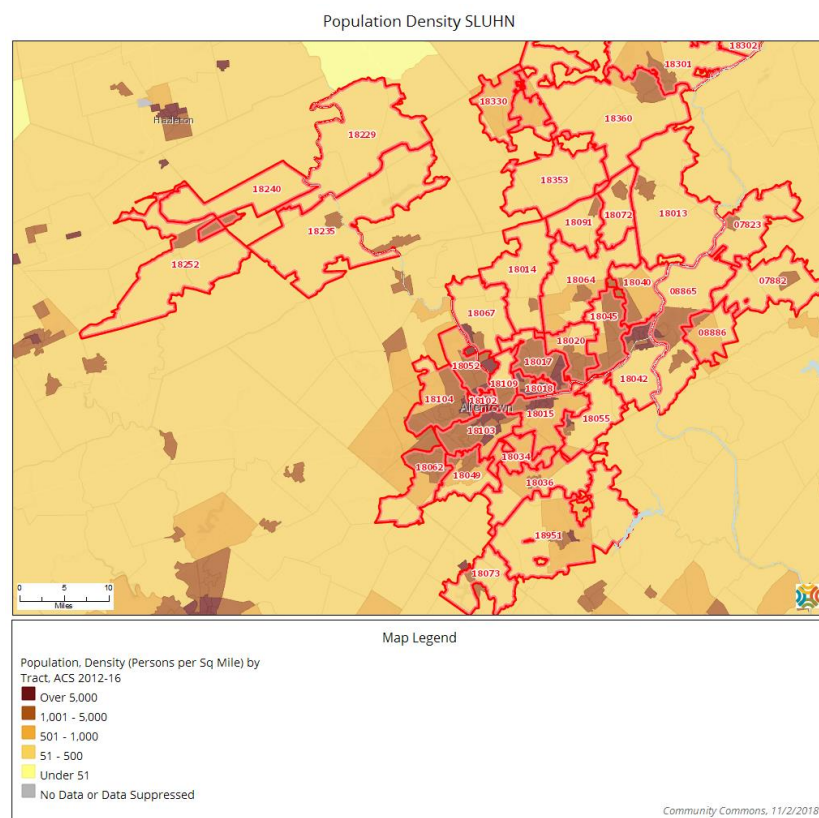 Population Density SLUHN
18302
18301
18330
18360
Hazleton
18229
18353
18240
18072
18013
18091
07823
18235
18252
18014
18064
18040
07882
08865
18067
18045
08886
18020
18052
18017
18042
18109
18018
18104
18102
Allentown
18015
18055
18103
18034
18062
18049
18036
18951
18073
0 5 10
Miles
Map Legend
Population, Density (Persons per Sq Mile) by
Tract, ACS 2012-16
Over 5,000
1,001 - 5,000
501 - 1,000
51 - 500
Under 51
No Data or Data Suppressed
Community Commons, 11/2/2018